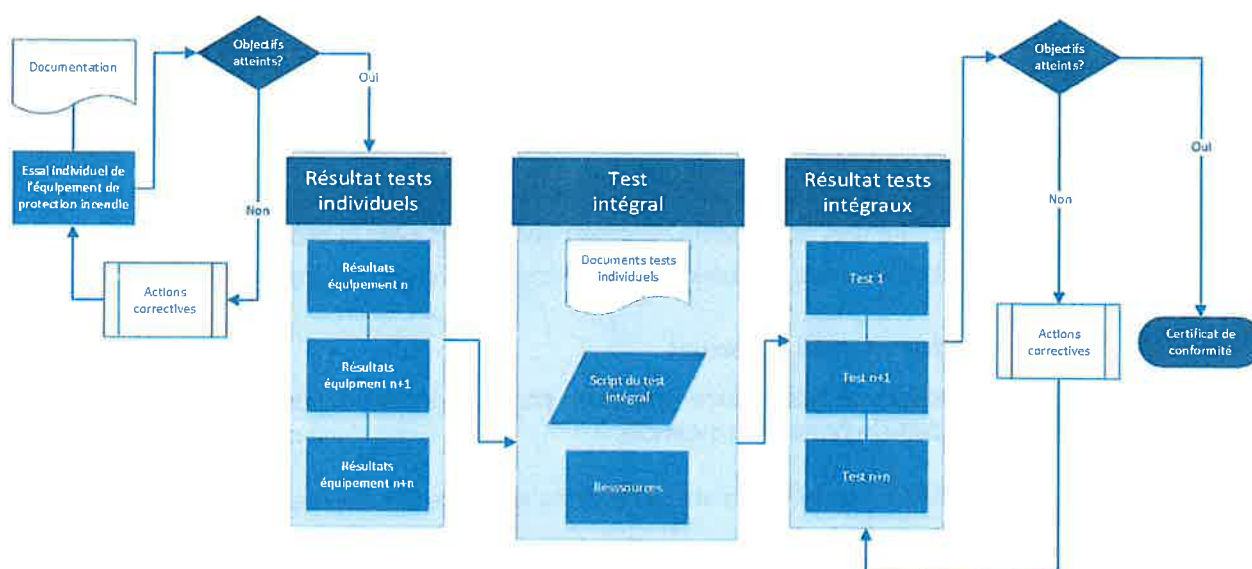 Documentation
Objectifs
atteints?
Oui
Essai individuel de
l'équipement de
protection incendie
Non
Actions
correctives
Résultat tests
individuels
Résultats
équipement n
Résultats
équipment n+1
Résultats
équipement n+n
Test
intégral
Documents tests
individuels
Script du test
intégral
Ressources
Résultat tests
intégraux
Test 1
Test n+1
Test n+n
Objectifs
atteints?
Oui
Non
Actions
correctives
Certificat de
conformité